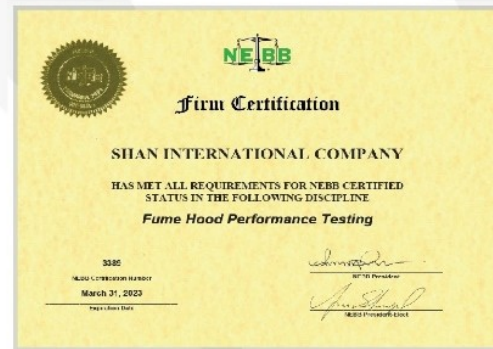 NEBB
Firm Certification
SHAN INTERNATIONAL COMPANY
HAS MET ALL REQUIREMENTS FOR NEBB CERTIFIED
STATUS IN THE FOLLOWING DISCIPLINE
Fume Hood Performance Testing
3389
NEBB Certification Number
NEBB President
March 31, 2023
Expiration Date
NEBB President-Elect